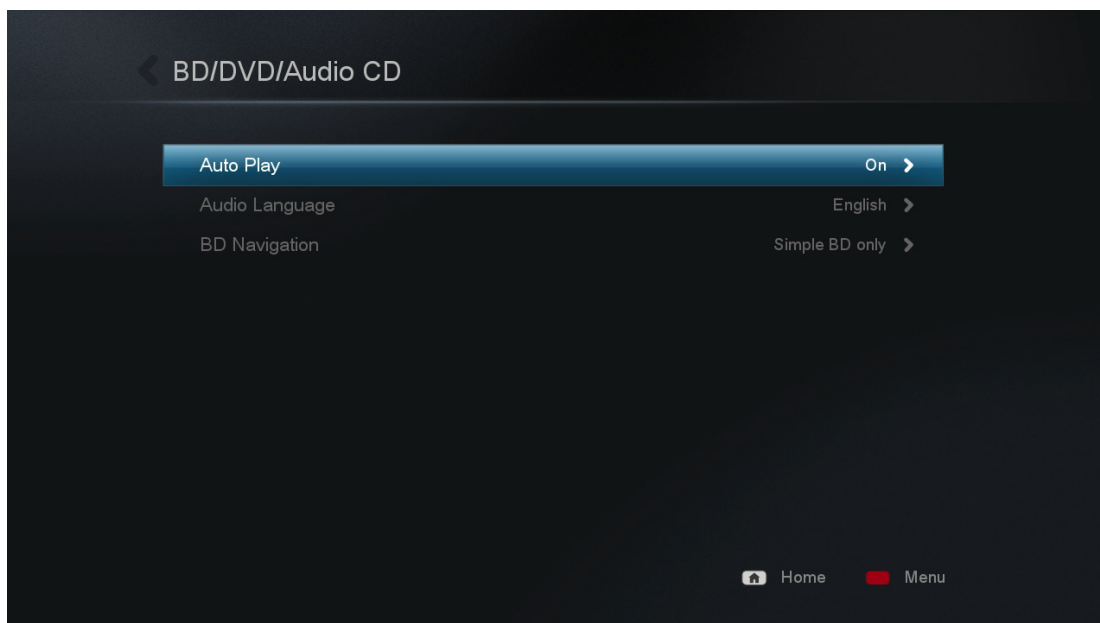 BD/DVD/Audio CD
Auto Play On
Audio Language English
BD Navigation Simple BD only
Home Menu